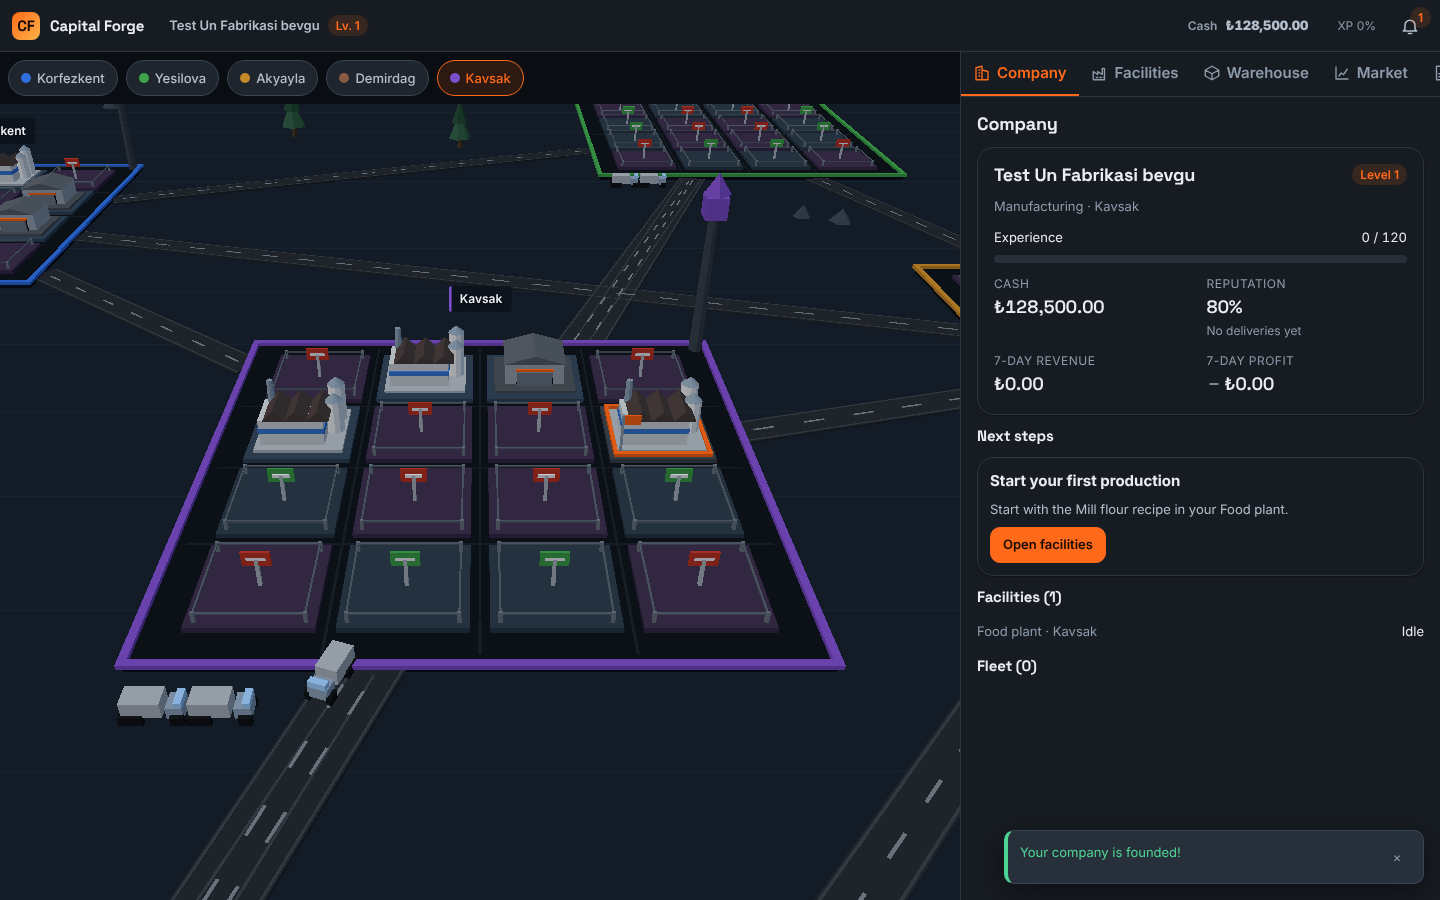 CF Capital Forge Test Un Fabrikasi bevgu Lv. 1 Cash ₺128,500.00 XP 0% 1
Korfezkent Yesilova Akyayla Demirdag Kavsak
Company Facilities Warehouse Market
kent
Kavsak
Company
Test Un Fabrikasi bevgu Level 1
Manufacturing · Kavsak
Experience 0 / 120
CASH REPUTATION
₺128,500.00 80%
No deliveries yet
7-DAY REVENUE 7-DAY PROFIT
₺0.00 – ₺0.00
Next steps
Start your first production
Start with the Mill flour recipe in your Food plant.
Open facilities
Facilities (1)
Food plant · Kavsak Idle
Fleet (0)
Your company is founded! ×